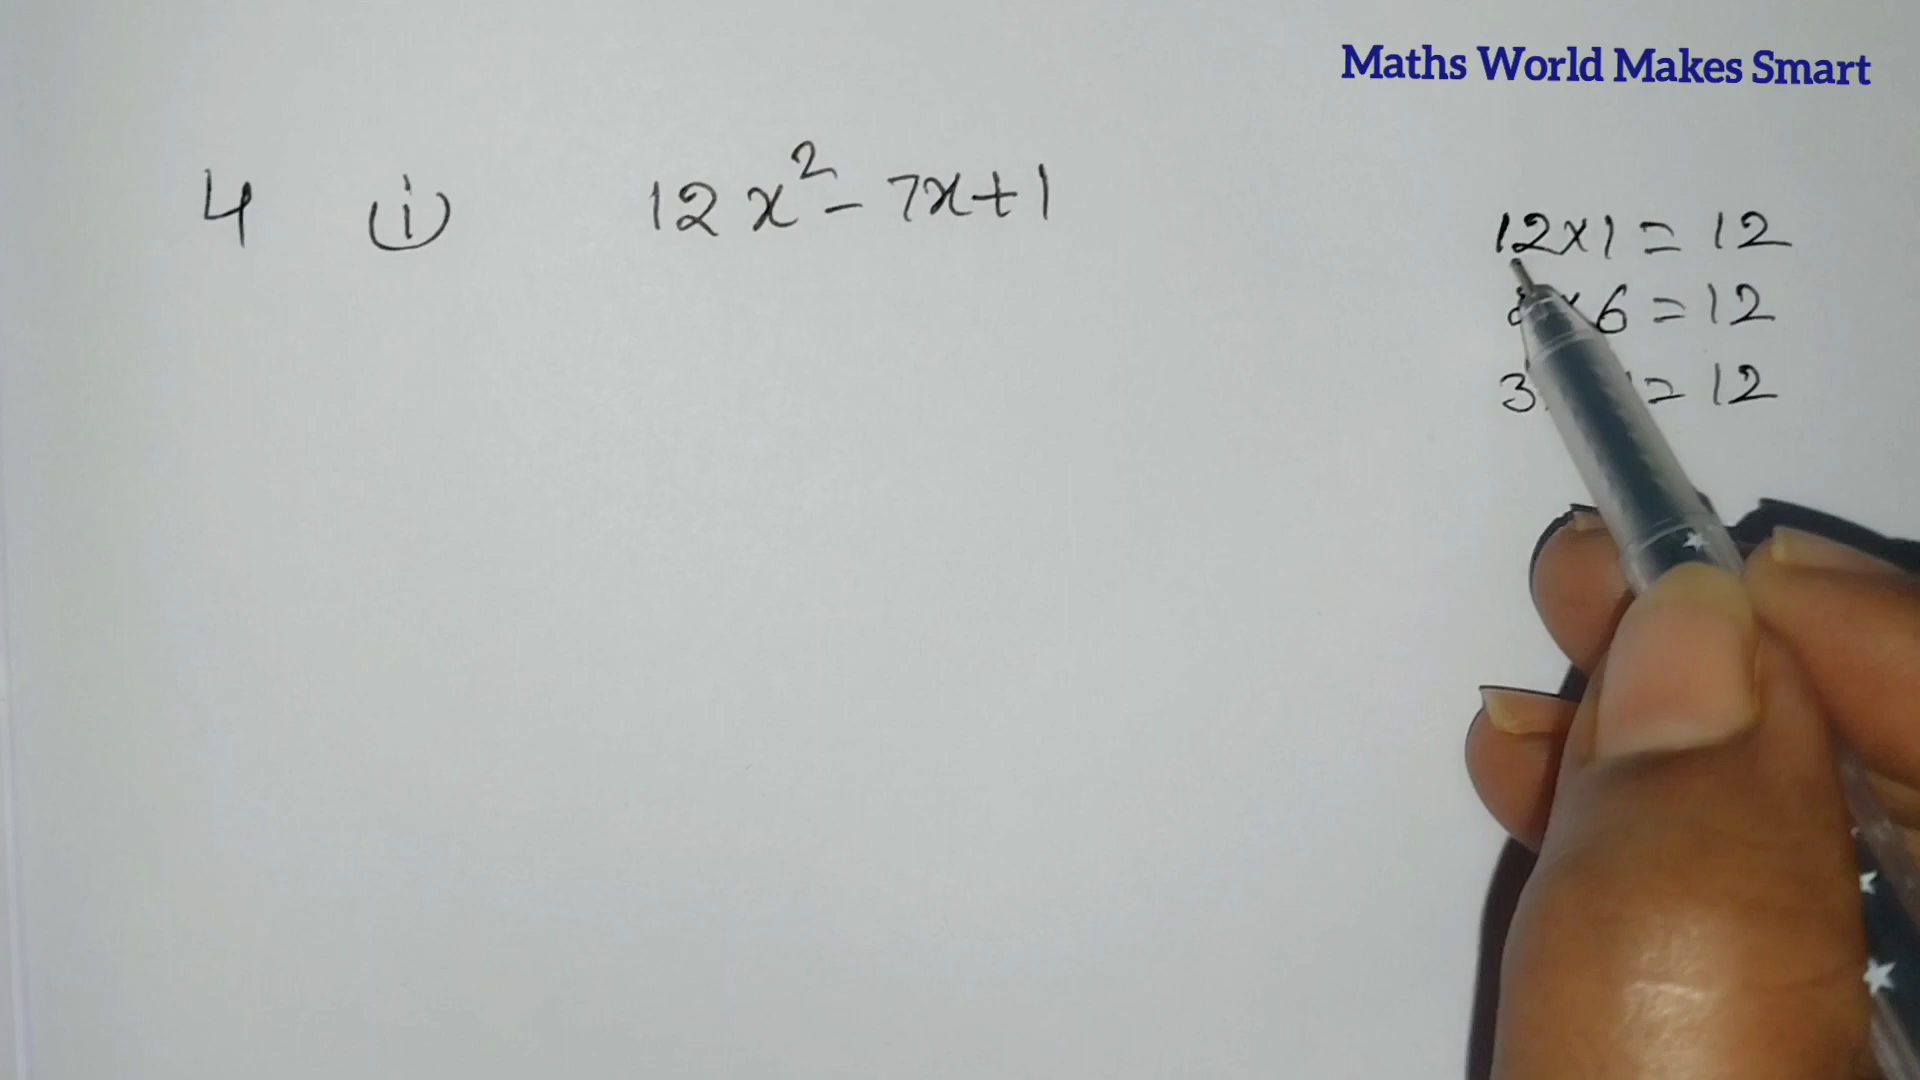 Maths World Makes Smart
4 (i) 12x² - 7x + 1
12 x 1 = 12
x 6 = 12
3 = 12